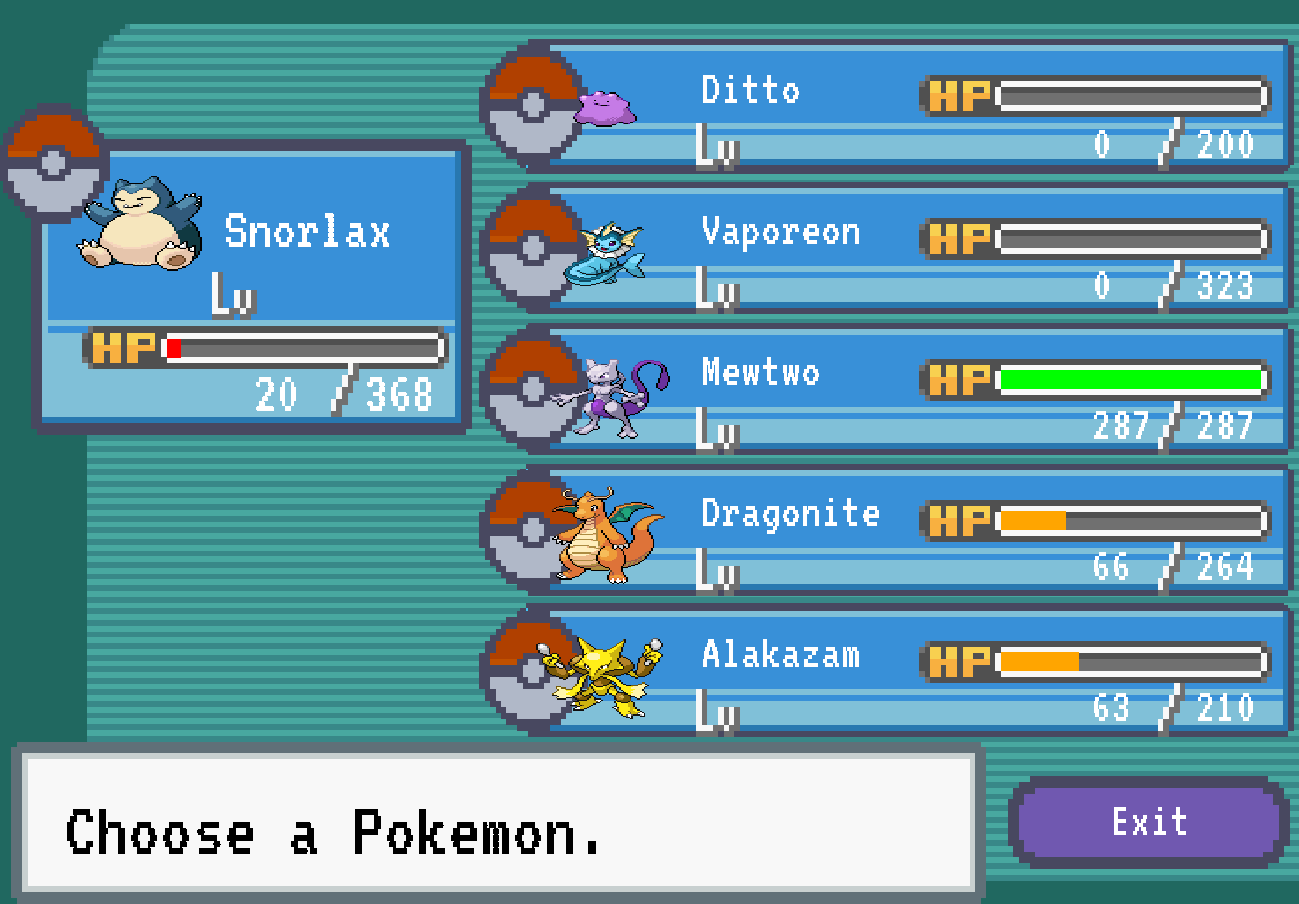 Snorlax
Lv
HP
20 / 368
Ditto
HP
Lv
0 / 200
Vaporeon
HP
Lv
0 / 323
Mewtwo
HP
Lv
287 / 287
Dragonite
HP
Lv
66 / 264
Alakazam
HP
Lv
63 / 210
Choose a Pokemon.
Exit